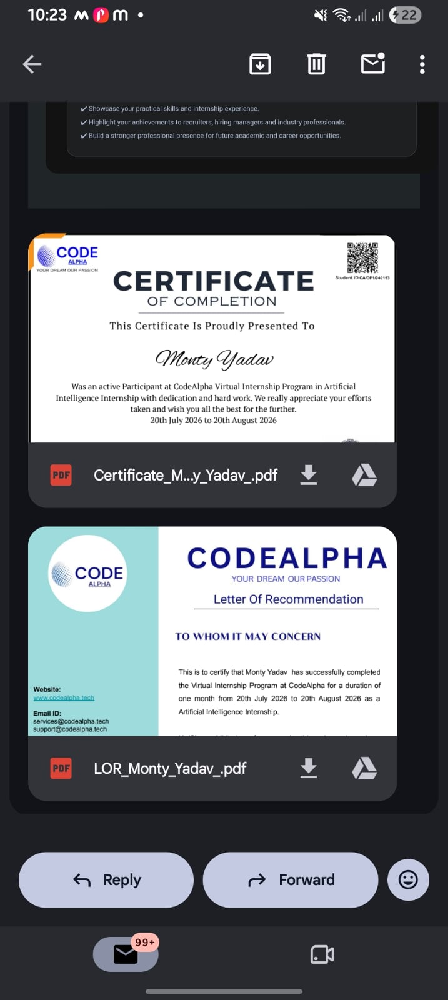 10:23
22
✔ Showcase your practical skills and internship experience.
✔ Highlight your achievements to recruiters, hiring managers and industry professionals.
✔ Build a stronger professional presence for future academic and career opportunities.
CODE
ALPHA
YOUR DREAM OUR PASSION
Student ID:CA/DF1/240153
CERTIFICATE
OF COMPLETION
This Certificate Is Proudly Presented To
Monty Yadav
Was an active Participant at CodeAlpha Virtual Internship Program in Artificial
Intelligence Internship with dedication and hard work. We really appreciate your efforts
taken and wish you all the best for the further.
20th July 2026 to 20th August 2026
PDF Certificate_M...y_Yadav_.pdf
CODE
ALPHA
CODEALPHA
YOUR DREAM OUR PASSION
Letter Of Recommendation
TO WHOM IT MAY CONCERN
This is to certify that Monty Yadav has successfully completed
the Virtual Internship Program at CodeAlpha for a duration of
one month from 20th July 2026 to 20th August 2026 as a
Artificial Intelligence Internship.
Website:
www.codealpha.tech
Email ID:
services@codealpha.tech
support@codealpha.tech
PDF LOR_Monty_Yadav_.pdf
Reply
Forward
99+